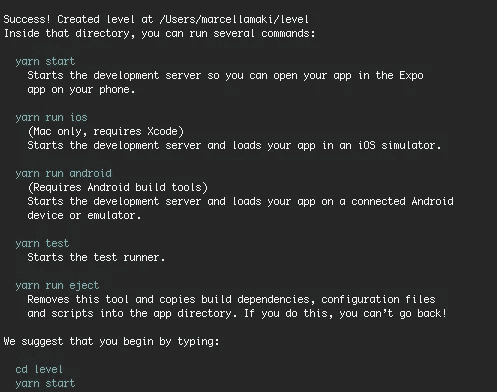 Success! Created level at /Users/marcellamaki/level
Inside that directory, you can run several commands:
yarn start
Starts the development server so you can open your app in the Expo
app on your phone.
yarn run ios
(Mac only, requires Xcode)
Starts the development server and loads your app in an iOS simulator.
yarn run android
(Requires Android build tools)
Starts the development server and loads your app on a connected Android
device or emulator.
yarn test
Starts the test runner.
yarn run eject
Removes this tool and copies build dependencies, configuration files
and scripts into the app directory. If you do this, you can’t go back!
We suggest that you begin by typing:
cd level
yarn start